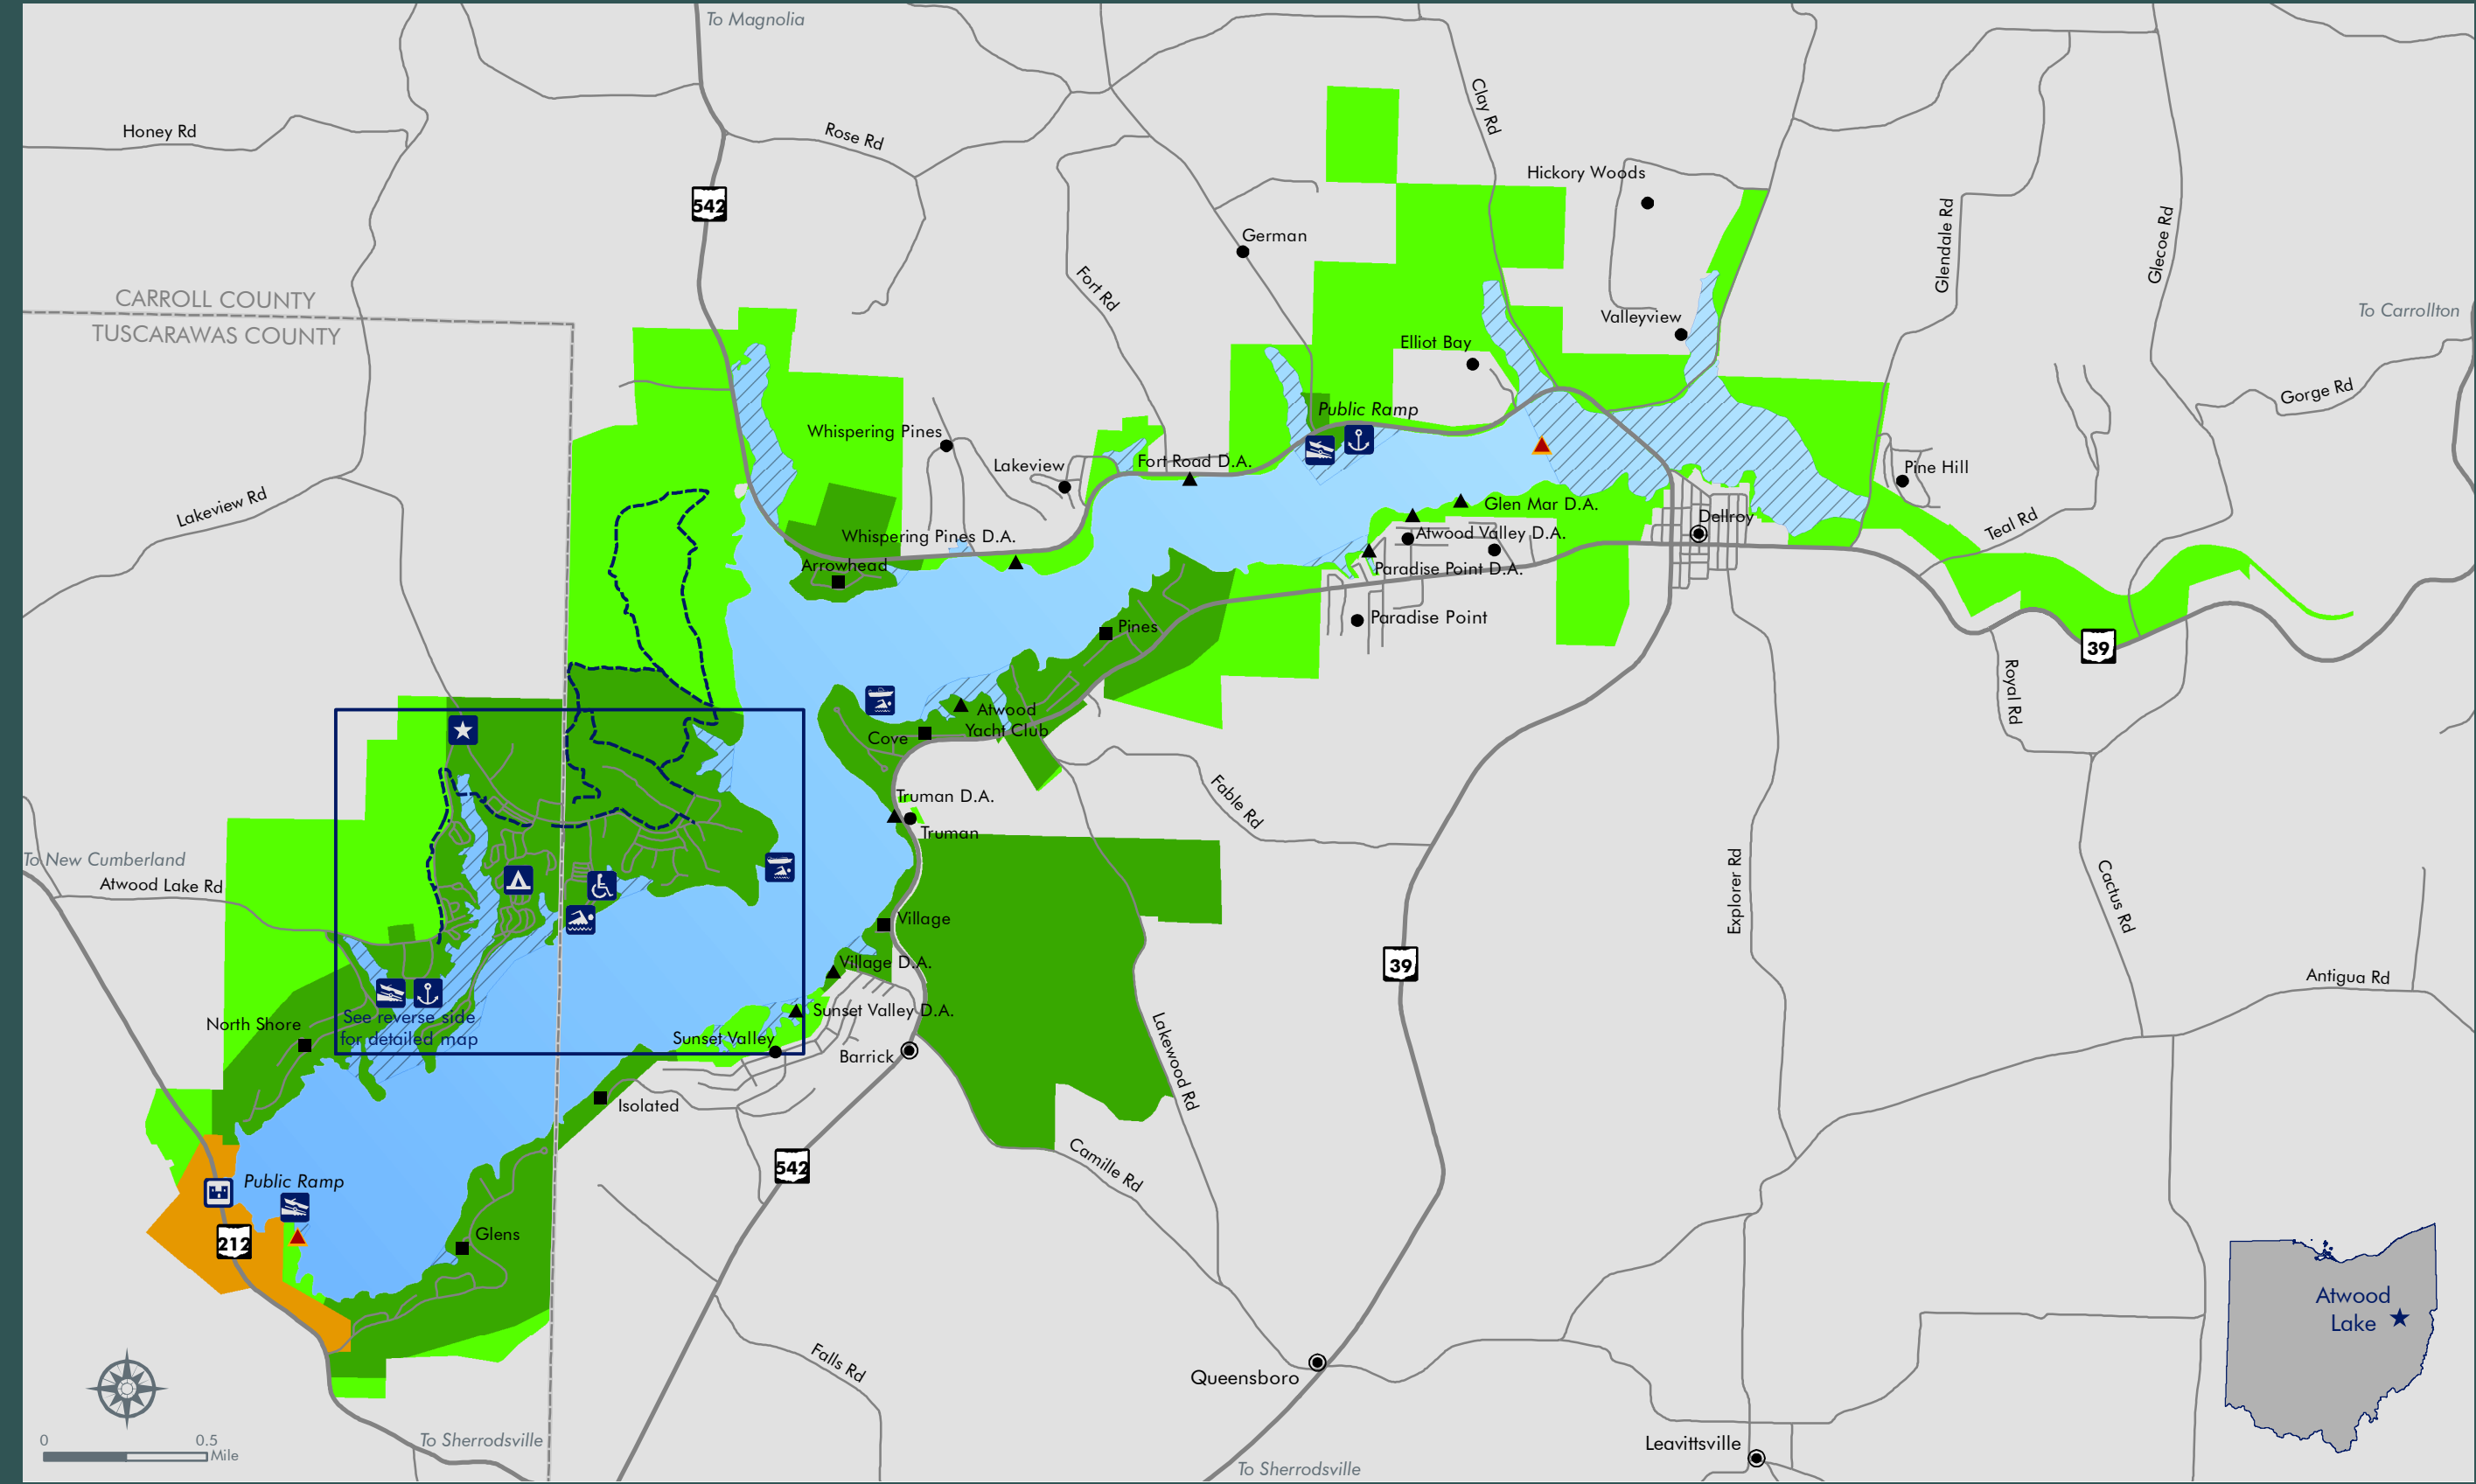 To Magnolia
Honey Rd
Rose Rd
Clay Rd
Hickory Woods
542
German
Fort Rd
Glendale Rd
Glecoe Rd
CARROLL COUNTY
TUSCARAWAS COUNTY
Valleyview
To Carrollton
Elliot Bay
Gorge Rd
Public Ramp
Whispering Pines
Lakeview
Fort Road D.A.
Pine Hill
Lakeview Rd
Glen Mar D.A.
Dellroy
Teal Rd
Whispering Pines D.A.
Atwood Valley D.A.
Arrowhead
Paradise Point D.A.
Pines
Paradise Point
39
Royal Rd
Atwood
Yacht Club
Cove
Truman D.A.
Truman
Fable Rd
To New Cumberland
Atwood Lake Rd
Explorer Rd
Cactus Rd
Village
Village D.A.
39
Antigua Rd
See reverse side
for detailed map
North Shore
Sunset Valley D.A.
Sunset Valley
Barrick
Lakewood Rd
Isolated
Camille Rd
542
Public Ramp
212
Glens
Atwood
Lake
Falls Rd
Queensboro
0
0.5
Mile
To Sherrodsville
Leavittsville
To Sherrodsville